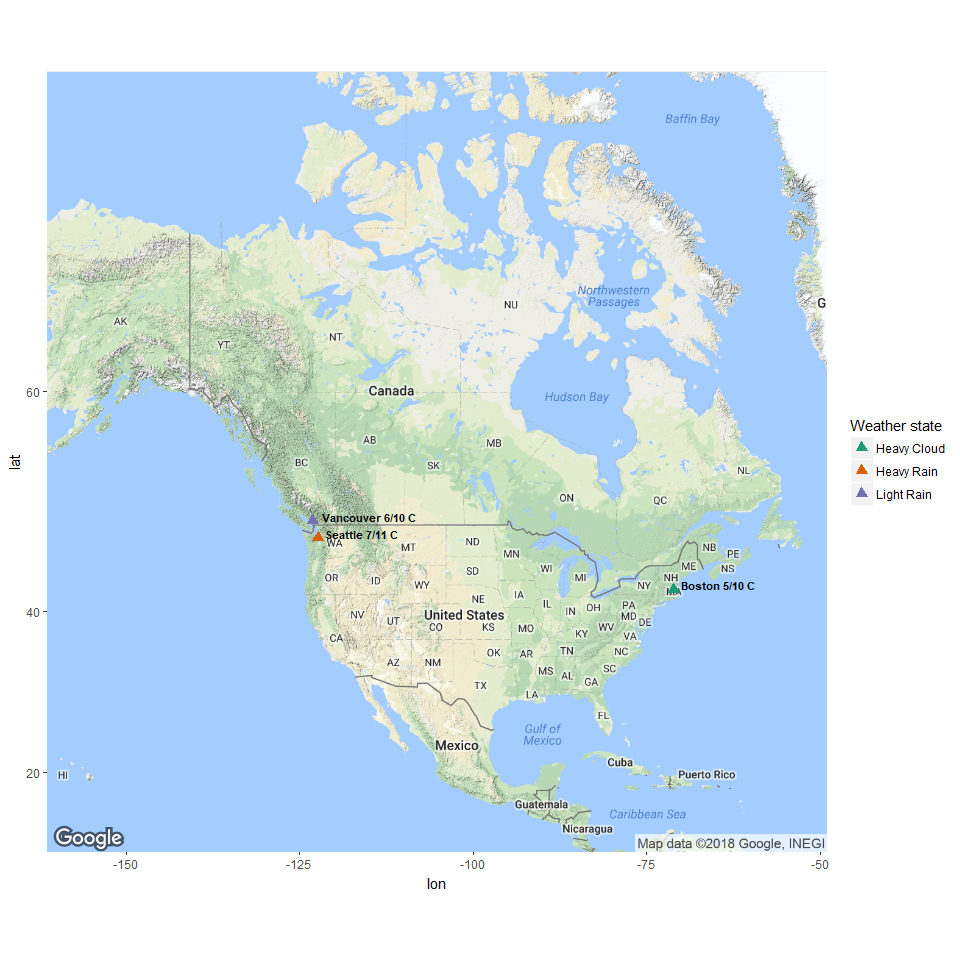 Baffin Bay
Northwestern
Passages
G
NU
AK
YT
NT
60
Canada
Hudson Bay
AB
MB
SK
BC
NL
ON
QC
lat
Weather state
Heavy Cloud
Heavy Rain
Light Rain
Vancouver 6/10 C
Seattle 7/11 C
WA
MT
ND
MN
NB
PE
ME
NS
OR
ID
WY
SD
WI
MI
NH
NY
MA
Boston 5/10 C
40
NV
UT
CO
NE
United States
KS
IA
IL
IN
OH
PA
MD
DE
CA
MO
KY
WV
VA
AZ
NM
OK
AR
TN
NC
SC
TX
MS
AL
GA
LA
FL
Gulf of
Mexico
Mexico
20
HI
Cuba
Puerto Rico
Guatemala
Caribbean Sea
Nicaragua
Google
Map data ©2018 Google, INEGI
-150
-125
-100
-75
-50
lon